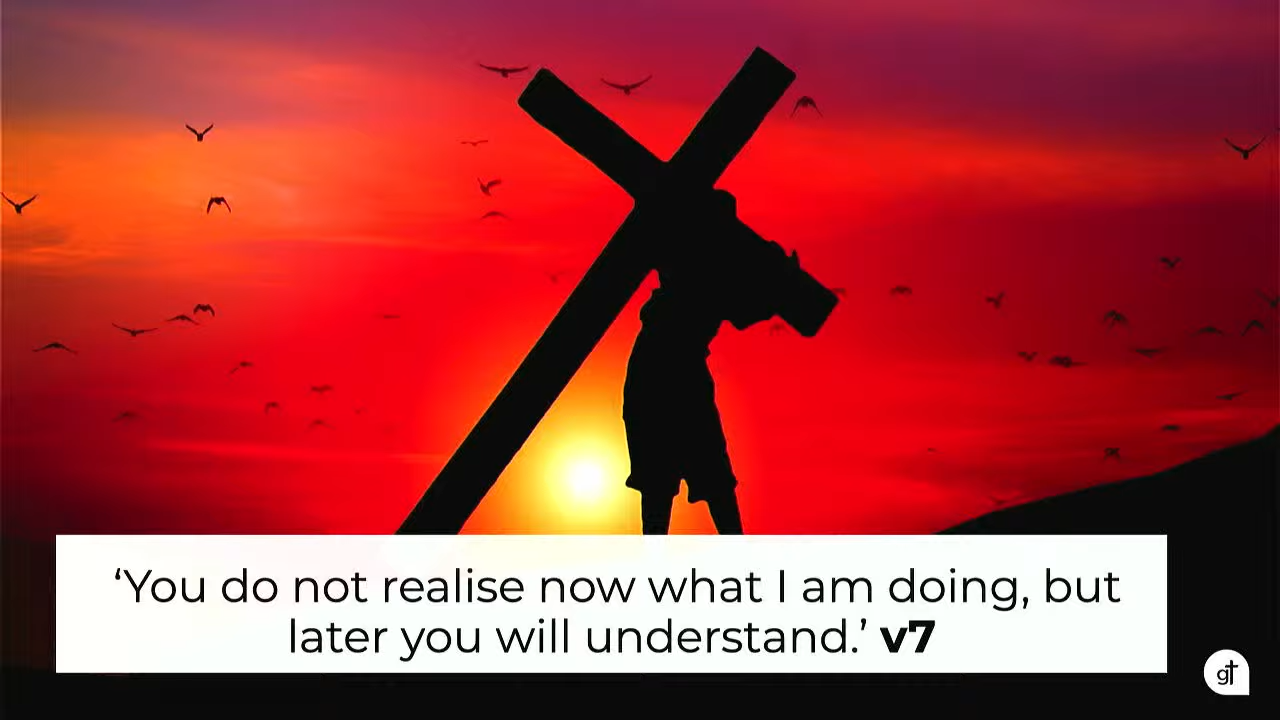 ‘You do not realise now what I am doing, but
later you will understand.’ v7
gt